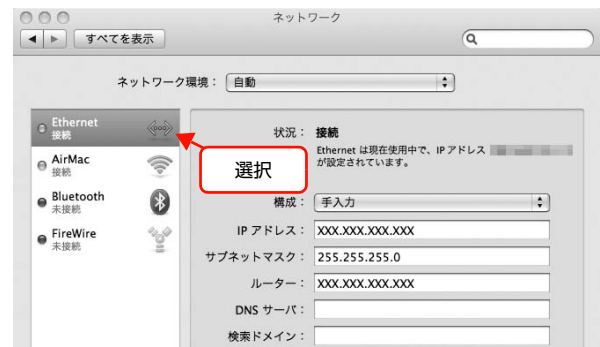 ネットワーク
すべてを表示
ネットワーク環境： 自動
Ethernet
接続
AirMac
接続
Bluetooth
未接続
FireWire
未接続
選択
状況： 接続
Ethernet は現在使用中で、IP アドレス
が設定されています。
構成： 手入力
IP アドレス： XXX.XXX.XXX.XXX
サブネットマスク： 255.255.255.0
ルーター： XXX.XXX.XXX.XXX
DNS サーバ：
検索ドメイン：